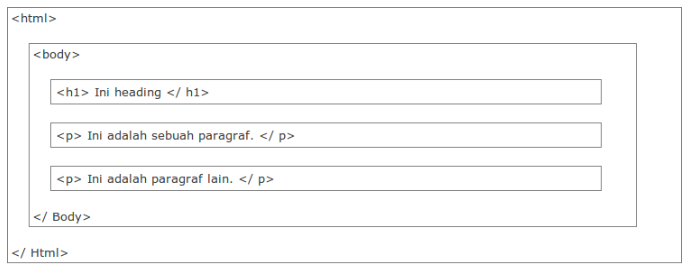 <html>
<body>
<h1> Ini heading </ h1>
<p> Ini adalah sebuah paragraf. </ p>
<p> Ini adalah paragraf lain. </ p>
</ Body>
</ Html>